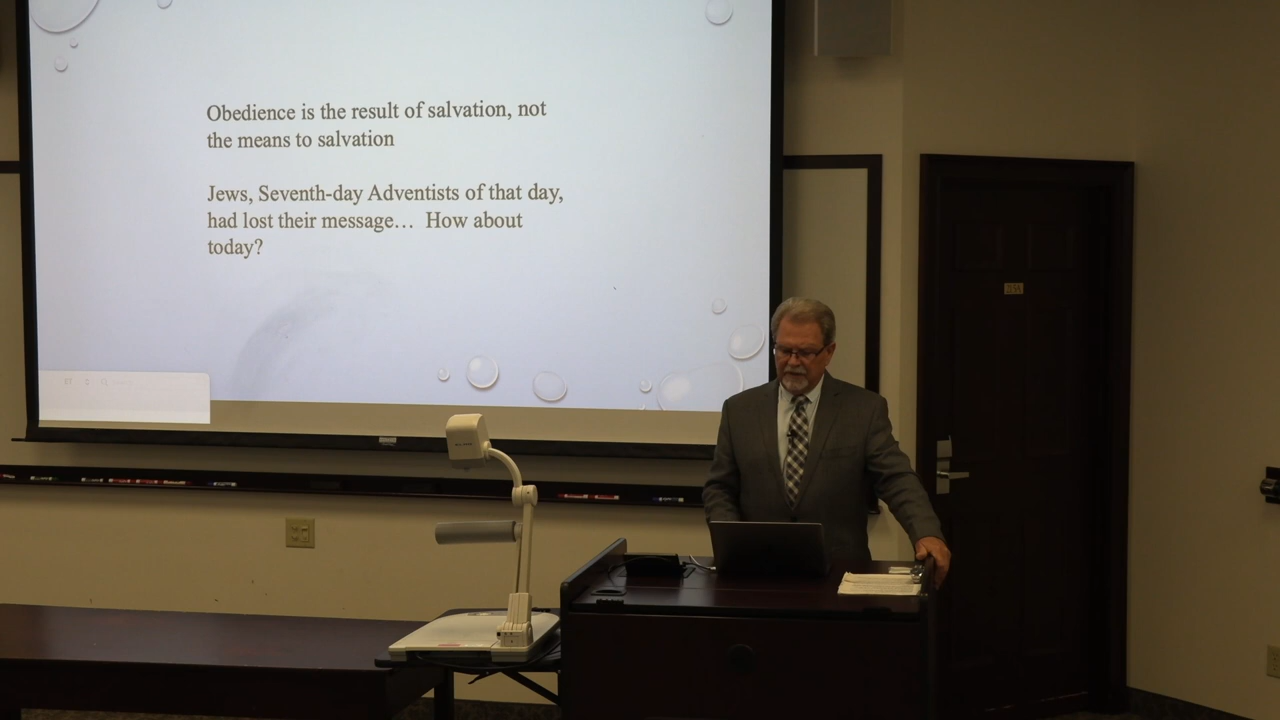 Obedience is the result of salvation, not
the means to salvation
Jews, Seventh-day Adventists of that day,
had lost their message… How about
today?